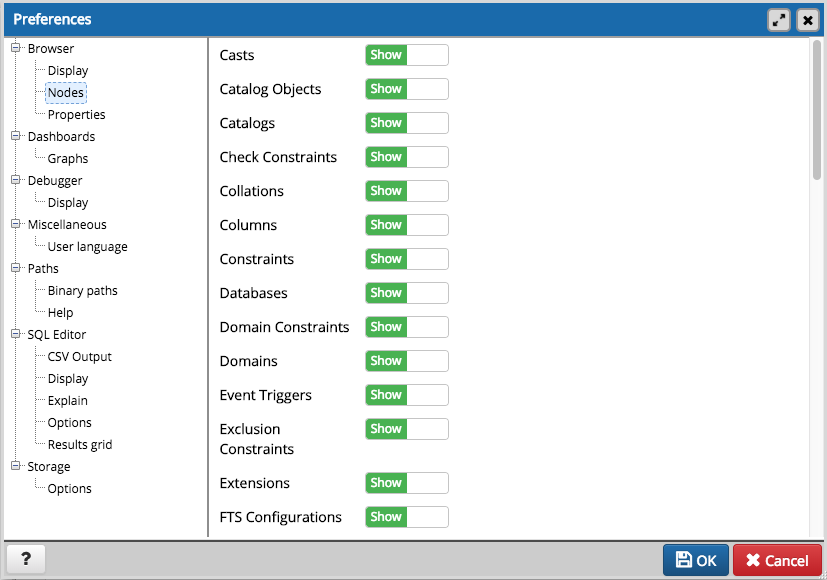 Preferences
Browser
Display
Nodes
Properties
Dashboards
Graphs
Debugger
Display
Miscellaneous
User language
Paths
Binary paths
Help
SQL Editor
CSV Output
Display
Explain
Options
Results grid
Storage
Options
Casts Show
Catalog Objects Show
Catalogs Show
Check Constraints Show
Collations Show
Columns Show
Constraints Show
Databases Show
Domain Constraints Show
Domains Show
Event Triggers Show
Exclusion Show
Constraints
Extensions Show
FTS Configurations Show
? OK Cancel